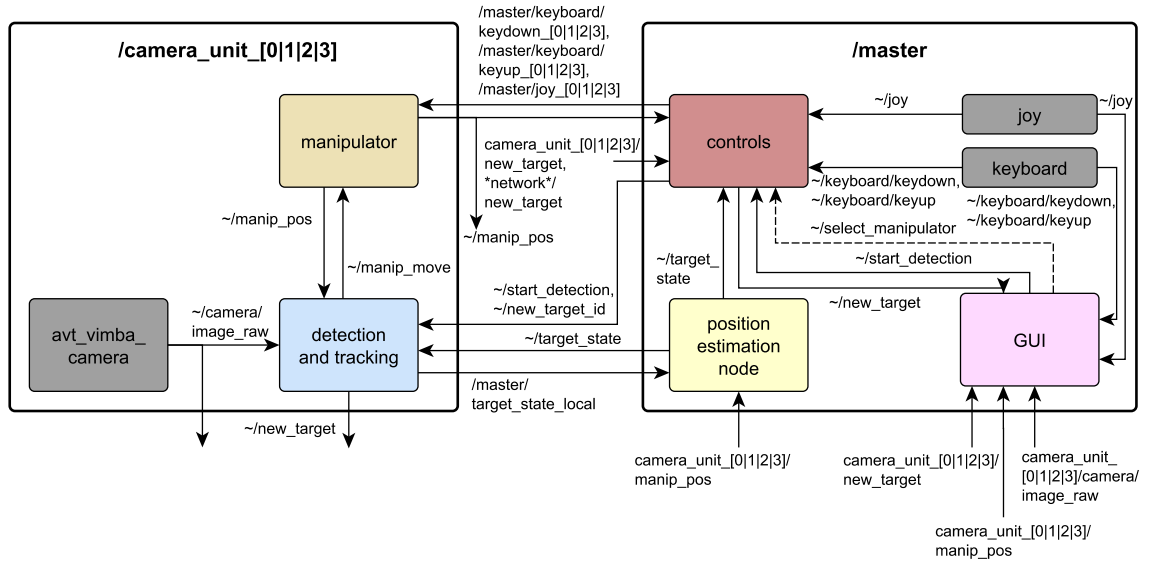 /master/keyboard/
keydown_[0|1|2|3],
/master/keyboard/
keyup_[0|1|2|3],
/master/joy_[0|1|2|3]
/camera_unit_[0|1|2|3]
/master
manipulator
controls
~/joy
joy
~/joy
keyboard
camera_unit_[0|1|2|3]/
new_target,
*network*/
new_target
~/keyboard/keydown,
~/keyboard/keyup
~/keyboard/keydown,
~/keyboard/keyup
~/manip_pos
~/manip_pos
~/select_manipulator
~/manip_move
~/target_
state
~/start_detection
~/start_detection,
~/new_target_id
~/new_target
avt_vimba_
camera
~/camera/
image_raw
detection
and tracking
~/target_state
position
estimation
node
GUI
/master/
target_state_local
~/new_target
camera_unit_[0|1|2|3]/
manip_pos
camera_unit_[0|1|2|3]/
new_target
camera_unit_
[0|1|2|3]/camera/
image_raw
camera_unit_[0|1|2|3]/
manip_pos